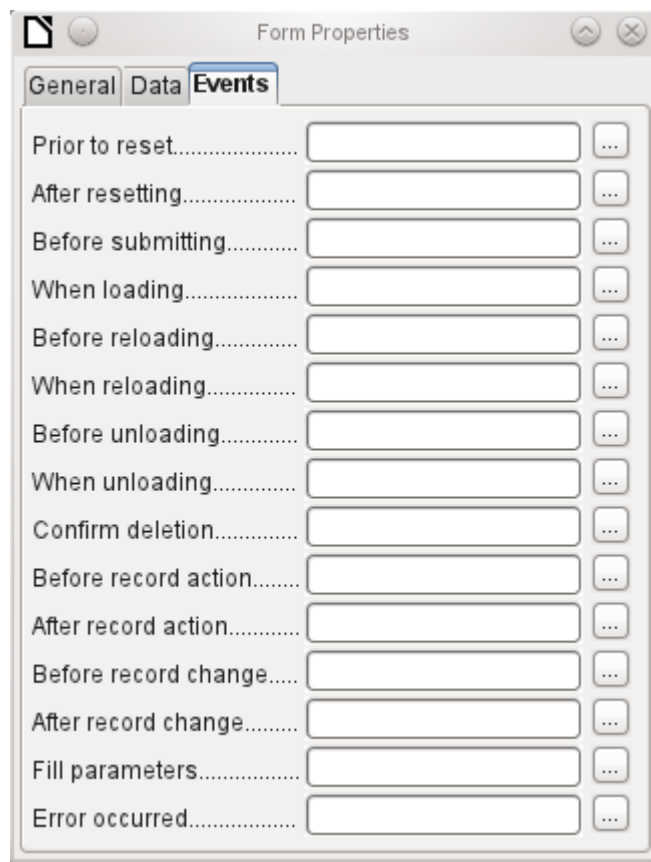 Form Properties
General Data Events
Prior to reset.................... ...
After resetting................... ...
Before submitting............ ...
When loading................... ...
Before reloading.............. ...
When reloading............... ...
Before unloading............. ...
When unloading.............. ...
Confirm deletion.............. ...
Before record action........ ...
After record action............ ...
Before record change..... ...
After record change......... ...
Fill parameters................. ...
Error occurred.................. ...